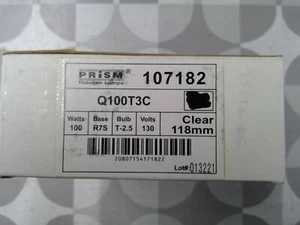 PRISM® 107182
Halogen Lamps
Q100T3C
Watts- Base Bulb Volts Clear
100 R7S T-2.5 130 118mm
20807154171822
Lot#:013221